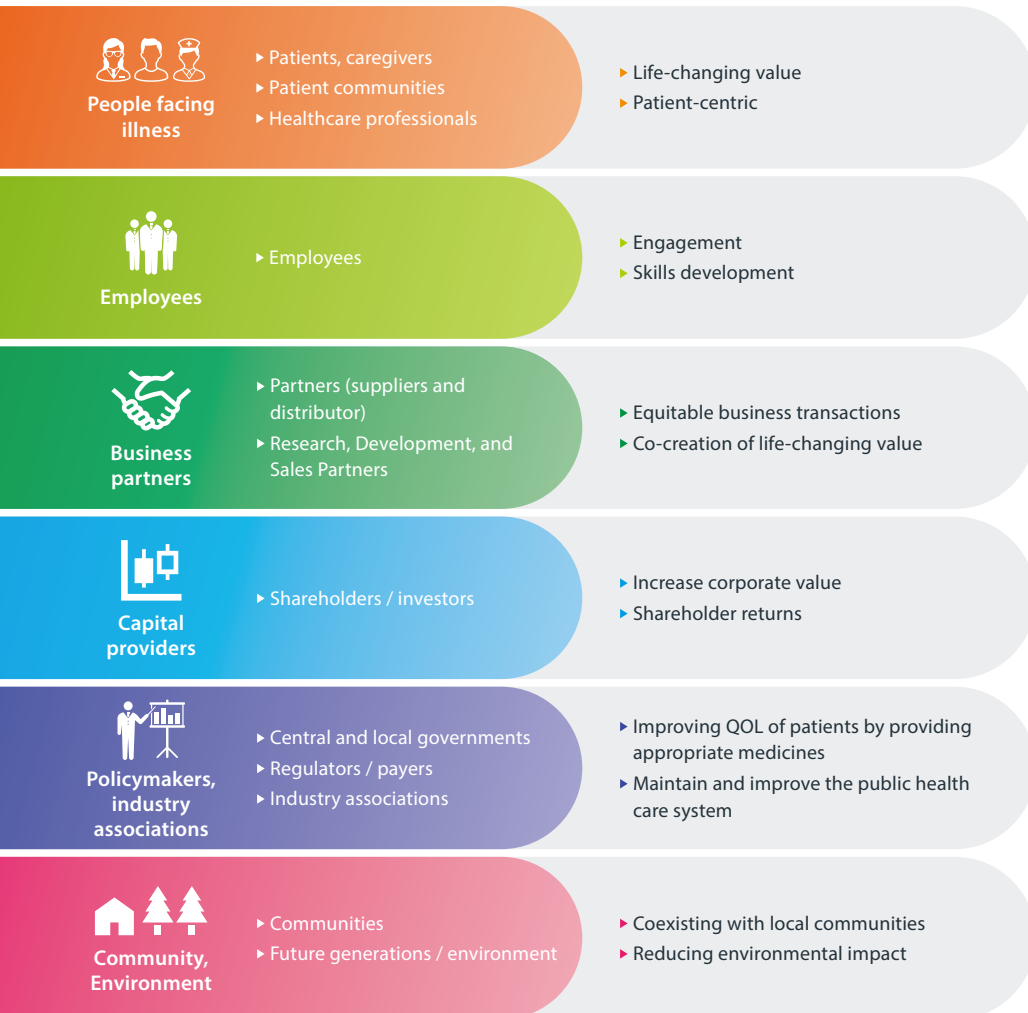 People facing
illness
Patients, caregivers
Patient communities
Healthcare professionals
Life-changing value
Patient-centric
Employees
Employees
Engagement
Skills development
Business
partners
Partners (suppliers and
distributor)
Research, Development, and
Sales Partners
Equitable business transactions
Co-creation of life-changing value
Capital
providers
Shareholders / investors
Increase corporate value
Shareholder returns
Policymakers,
industry
associations
Central and local governments
Regulators / payers
Industry associations
Improving QOL of patients by providing
appropriate medicines
Maintain and improve the public health
care system
Community,
Environment
Communities
Future generations / environment
Coexisting with local communities
Reducing environmental impact